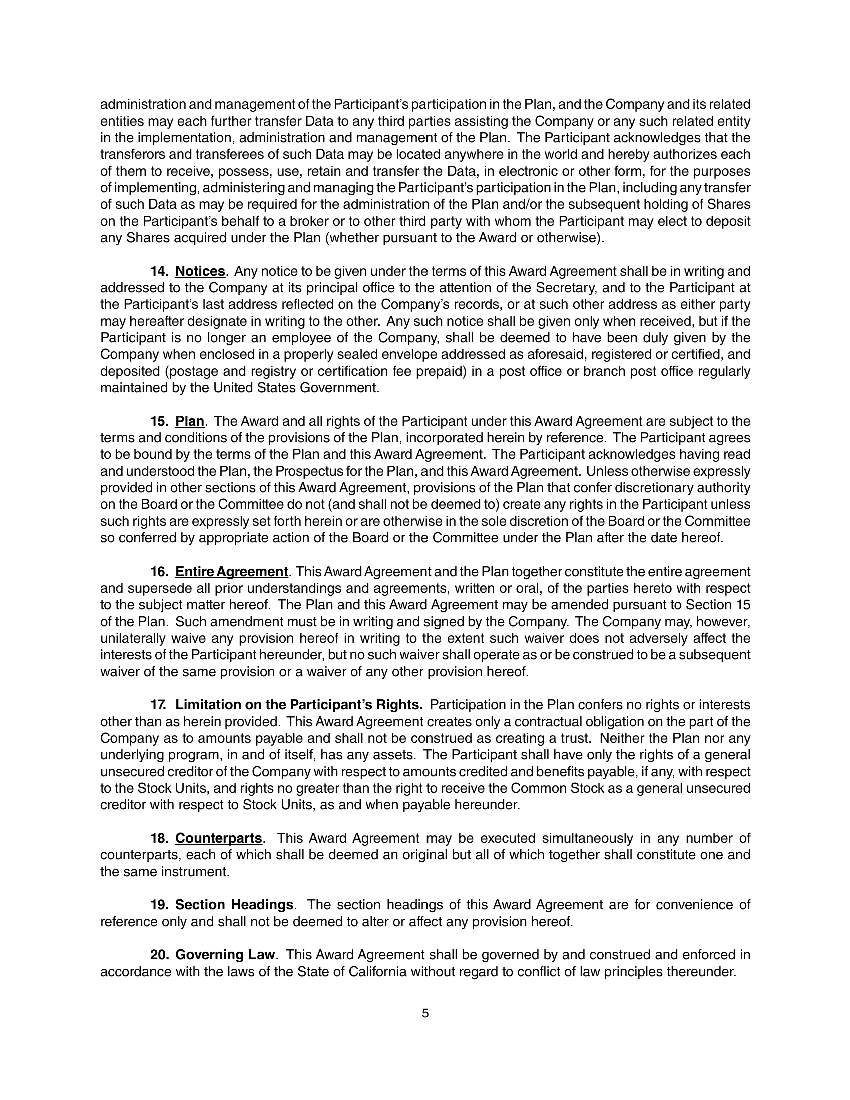 administration and management of the Participant's participation in the Plan, and the Company and its related
entities may each further transfer Data to any third parties assisting the Company or any such related entity
in the implementation, administration and management of the Plan. The Participant acknowledges that the
transferors and transferees of such Data may be located anywhere in the world and hereby authorizes each
of them to receive, possess, use, retain and transfer the Data, in electronic or other form, for the purposes
of implementing, administering and managing the Participant's participation in the Plan, including any transfer
of such Data as may be required for the administration of the Plan and/or the subsequent holding of Shares
on the Participant's behalf to a broker or to other third party with whom the Participant may elect to deposit
any Shares acquired under the Plan (whether pursuant to the Award or otherwise).
14. Notices. Any notice to be given under the terms of this Award Agreement shall be in writing and
addressed to the Company at its principal office to the attention of the Secretary, and to the Participant at
the Participant's last address reflected on the Company's records, or at such other address as either party
may hereafter designate in writing to the other. Any such notice shall be given only when received, but if the
Participant is no longer an employee of the Company, shall be deemed to have been duly given by the
Company when enclosed in a properly sealed envelope addressed as aforesaid, registered or certified, and
deposited (postage and registry or certification fee prepaid) in a post office or branch post office regularly
maintained by the United States Government.
15. Plan. The Award and all rights of the Participant under this Award Agreement are subject to the
terms and conditions of the provisions of the Plan, incorporated herein by reference. The Participant agrees
to be bound by the terms of the Plan and this Award Agreement. The Participant acknowledges having read
and understood the Plan, the Prospectus for the Plan, and this Award Agreement. Unless otherwise expressly
provided in other sections of this Award Agreement, provisions of the Plan that confer discretionary authority
on the Board or the Committee do not (and shall not be deemed to) create any rights in the Participant unless
such rights are expressly set forth herein or are otherwise in the sole discretion of the Board or the Committee
so conferred by appropriate action of the Board or the Committee under the Plan after the date hereof.
16. Entire Agreement. This Award Agreement and the Plan together constitute the entire agreement
and supersede all prior understandings and agreements, written or oral, of the parties hereto with respect
to the subject matter hereof. The Plan and this Award Agreement may be amended pursuant to Section 15
of the Plan. Such amendment must be in writing and signed by the Company. The Company may, however,
unilaterally waive any provision hereof in writing to the extent such waiver does not adversely affect the
interests of the Participant hereunder, but no such waiver shall operate as or be construed to be a subsequent
waiver of the same provision or a waiver of any other provision hereof.
17. Limitation on the Participant's Rights. Participation in the Plan confers no rights or interests
other than as herein provided. This Award Agreement creates only a contractual obligation on the part of the
Company as to amounts payable and shall not be construed as creating a trust. Neither the Plan nor any
underlying program, in and of itself, has any assets. The Participant shall have only the rights of a general
unsecured creditor of the Company with respect to amounts credited and benefits payable, if any, with respect
to the Stock Units, and rights no greater than the right to receive the Common Stock as a general unsecured
creditor with respect to Stock Units, as and when payable hereunder.
18. Counterparts. This Award Agreement may be executed simultaneously in any number of
counterparts, each of which shall be deemed an original but all of which together shall constitute one and
the same instrument.
19. Section Headings. The section headings of this Award Agreement are for convenience of
reference only and shall not be deemed to alter or affect any provision hereof.
20. Governing Law. This Award Agreement shall be governed by and construed and enforced in
accordance with the laws of the State of California without regard to conflict of law principles thereunder.
5